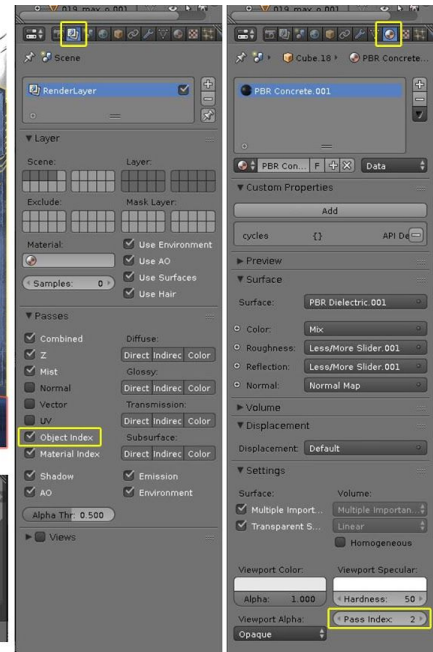 Scene
RenderLayer
Layer
Scene:
Layer:
Exclude:
Mask Layer:
Material:
Use Environment
Use AO
Samples: 0
Use Surfaces
Use Hair
Passes
Combined
Diffuse:
Z
Direct Indirec Color
Mist
Glossy:
Normal
Direct Indirec Color
Vector
Transmission:
UV
Direct Indirec Color
Object Index
Subsurface:
Material Index
Direct Indirec Color
Shadow
Emission
AO
Environment
Alpha Thr: 0.500
Views
Cube.18
PBR Concrete...
PBR Concrete.001
PBR Con...
F
Data
Custom Properties
Add
cycles
{}
API De
Preview
Surface
Surface:
PBR Dielectric.001
Color:
Mix
Roughness:
Less/More Slider.001
Reflection:
Less/More Slider.001
Normal:
Normal Map
Volume
Displacement
Displacement:
Default
Settings
Surface:
Volume:
Multiple Import...
Multiple Importan...
Transparent S...
Linear
Homogeneous
Viewport Color:
Viewport Specular:
Alpha: 1.000
Hardness: 50
Viewport Alpha:
Pass Index: 2
Opaque